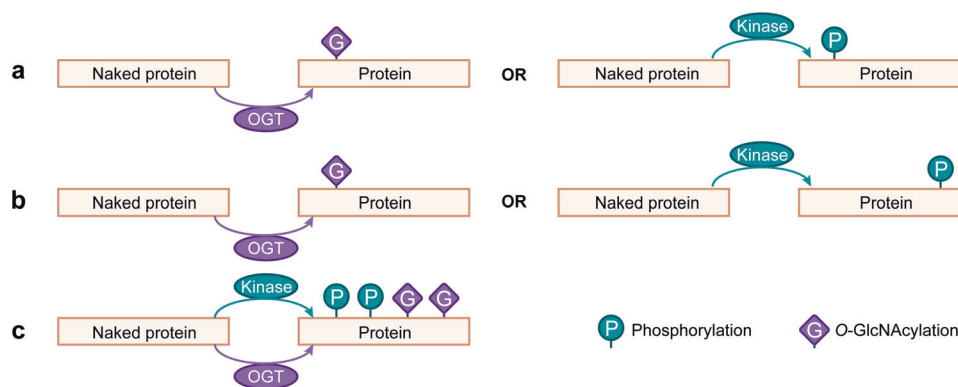 a
Naked protein
OGT
G
Protein
OR
Naked protein
Kinase
P
Protein
b
Naked protein
OGT
G
Protein
OR
Naked protein
Kinase
P
Protein
c
Naked protein
Kinase
OGT
P P G G
Protein
P Phosphorylation
G O-GlcNAcylation